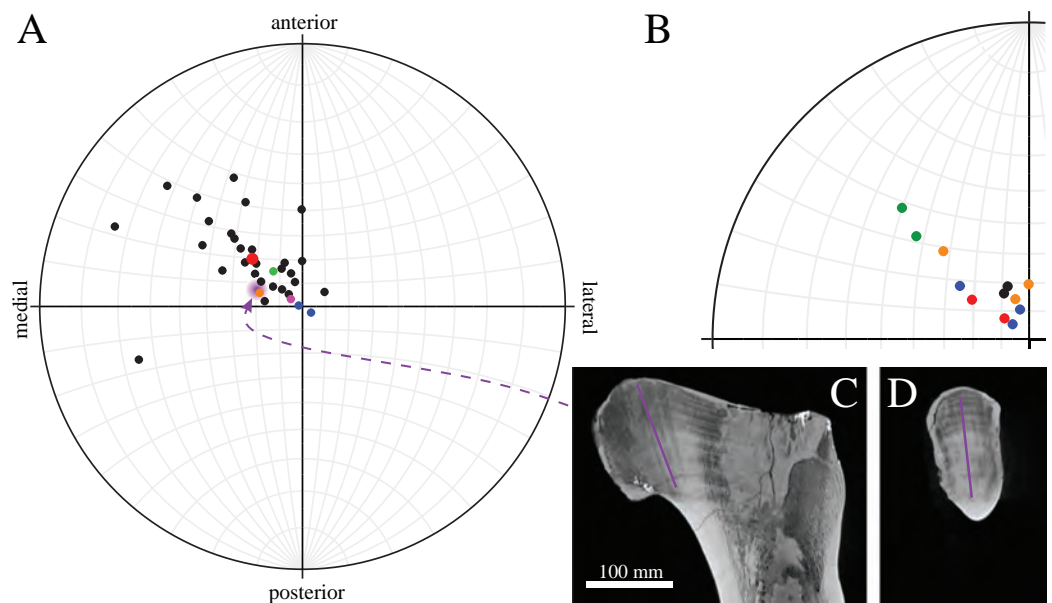 A
anterior
medial
lateral
posterior
B
C
D
100 mm